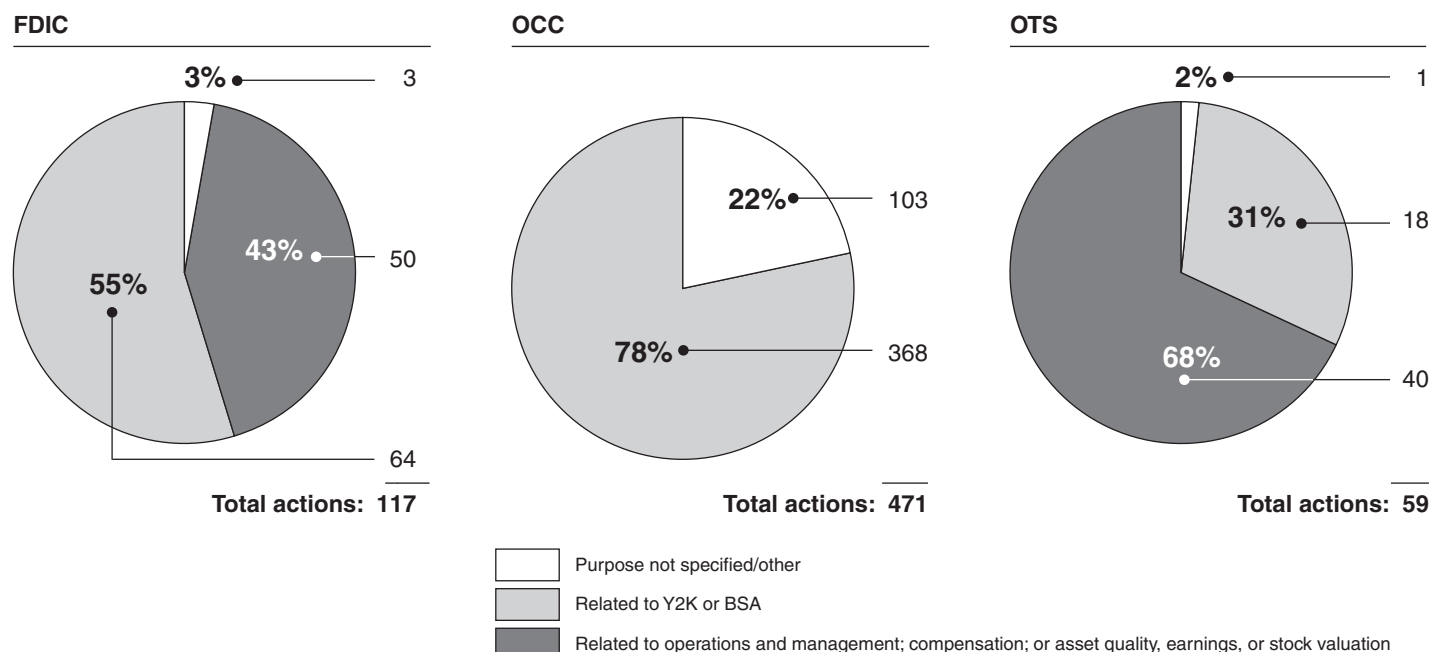 FDIC
3%
3
43%
50
55%
64
Total actions: 117
OCC
22%
103
78%
368
Total actions: 471
OTS
2%
1
31%
18
68%
40
Total actions: 59
Purpose not specified/other
Related to Y2K or BSA
Related to operations and management; compensation; or asset quality, earnings, or stock valuation